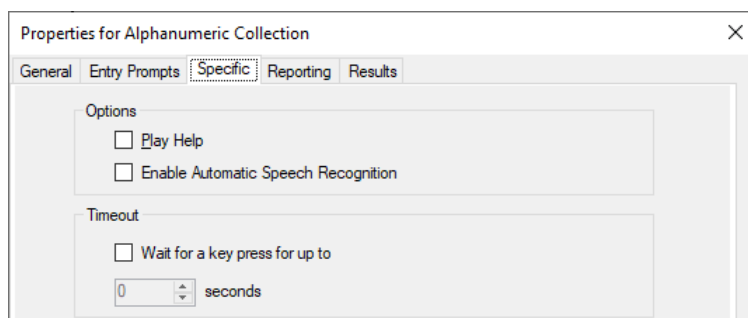 Properties for Alphanumeric Collection
General Entry Prompts Specific Reporting Results
Options
Play Help
Enable Automatic Speech Recognition
Timeout
Wait for a key press for up to
0 seconds